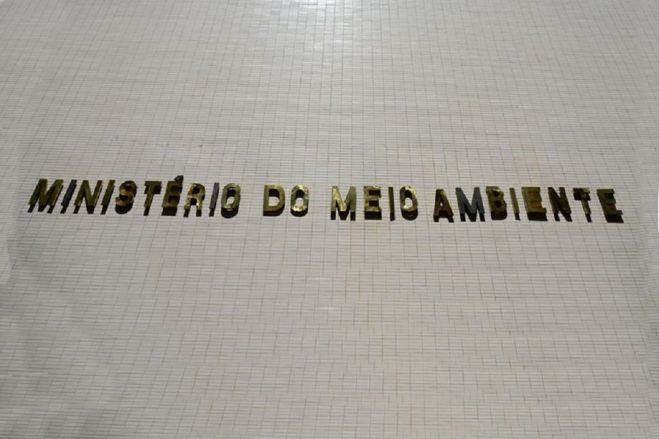 MINISTÉRIO DO MEIO AMBIENTE